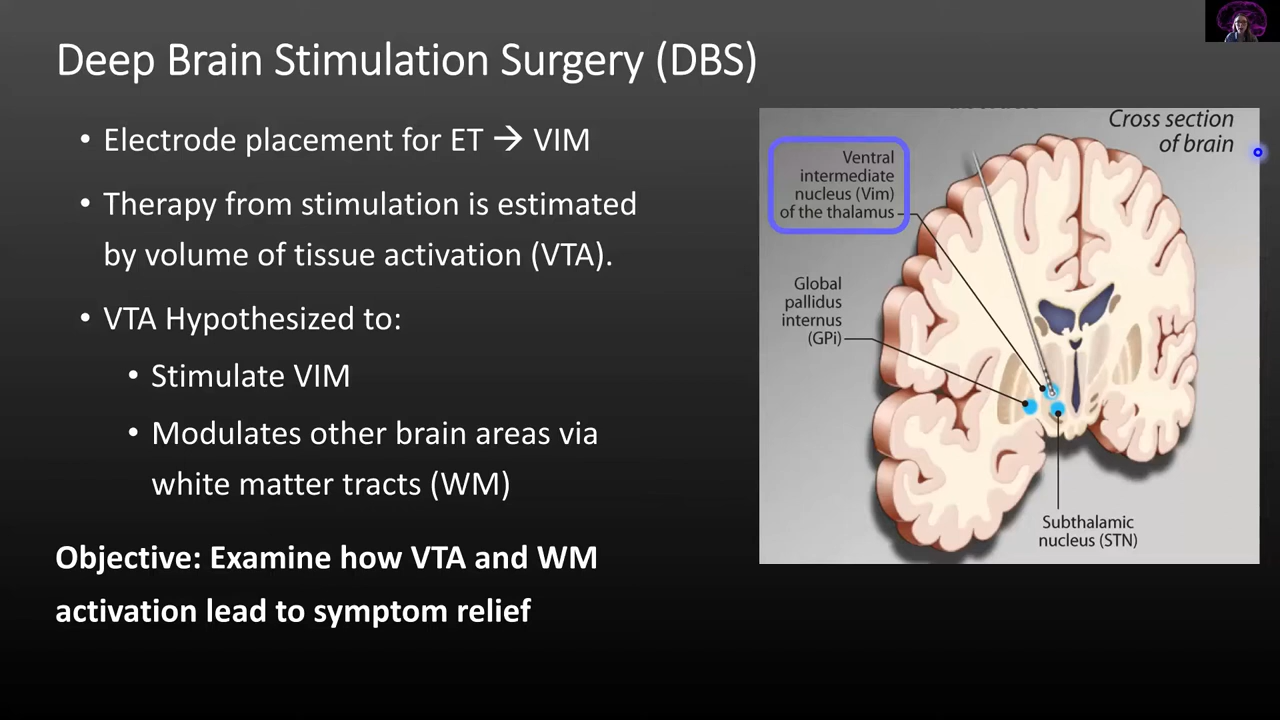 Deep Brain Stimulation Surgery (DBS)
• Electrode placement for ET → VIM
• Therapy from stimulation is estimated
by volume of tissue activation (VTA).
• VTA Hypothesized to:
• Stimulate VIM
• Modulates other brain areas via
white matter tracts (WM)
Objective: Examine how VTA and WM
activation lead to symptom relief
Cross section
of brain
Ventral
intermediate
nucleus (Vim)
of the thalamus
Global
pallidus
internus
(GPi)
Subthalamic
nucleus (STN)